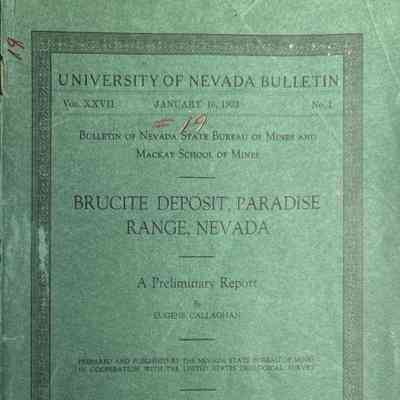 19
UNIVERSITY OF NEVADA BULLETIN
VOL. XXVII JANUARY 16, 1933 No. 1
# 19
BULLETIN OF NEVADA STATE BUREAU OF MINES AND
MACKAY SCHOOL OF MINES
BRUCITE DEPOSIT, PARADISE
RANGE, NEVADA
A Preliminary Report
By
EUGENE CALLAGHAN
PREPARED AND PUBLISHED BY THE NEVADA STATE BUREAU OF MINES
IN COOPERATION WITH THE UNITED STATES GEOLOGICAL SURVEY